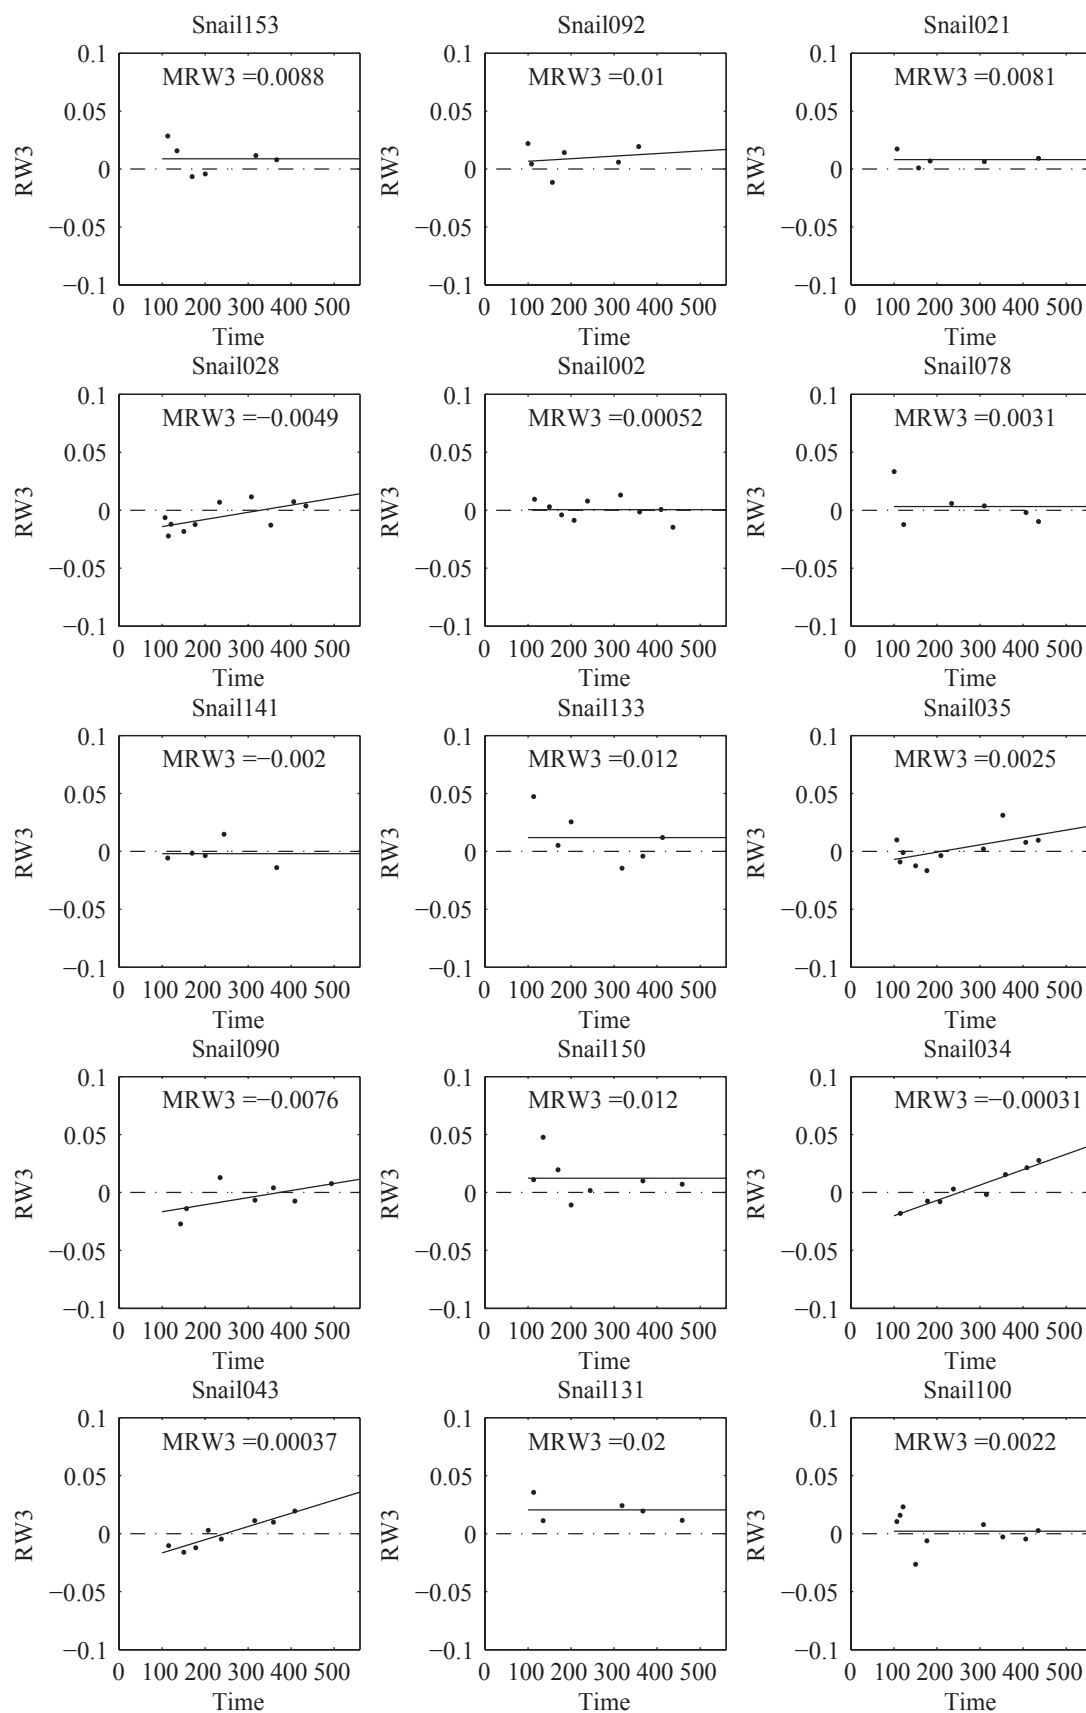 Snail153 Snail092 Snail021
0.1 0.1 0.1
MRW3 =0.0088 MRW3 =0.01 MRW3 =0.0081
0.05 0.05 0.05
RW3 RW3 RW3
0 0 0
−0.05 −0.05 −0.05
−0.1 −0.1 −0.1
0 100 200 300 400 500 0 100 200 300 400 500 0 100 200 300 400 500
Time Time Time
Snail028 Snail002 Snail078
0.1 0.1 0.1
MRW3 =−0.0049 MRW3 =0.00052 MRW3 =0.0031
0.05 0.05 0.05
RW3 RW3 RW3
0 0 0
−0.05 −0.05 −0.05
−0.1 −0.1 −0.1
0 100 200 300 400 500 0 100 200 300 400 500 0 100 200 300 400 500
Time Time Time
Snail141 Snail133 Snail035
0.1 0.1 0.1
MRW3 =−0.002 MRW3 =0.012 MRW3 =0.0025
0.05 0.05 0.05
RW3 RW3 RW3
0 0 0
−0.05 −0.05 −0.05
−0.1 −0.1 −0.1
0 100 200 300 400 500 0 100 200 300 400 500 0 100 200 300 400 500
Time Time Time
Snail090 Snail150 Snail034
0.1 0.1 0.1
MRW3 =−0.0076 MRW3 =0.012 MRW3 =−0.00031
0.05 0.05 0.05
RW3 RW3 RW3
0 0 0
−0.05 −0.05 −0.05
−0.1 −0.1 −0.1
0 100 200 300 400 500 0 100 200 300 400 500 0 100 200 300 400 500
Time Time Time
Snail043 Snail131 Snail100
0.1 0.1 0.1
MRW3 =0.00037 MRW3 =0.02 MRW3 =0.0022
0.05 0.05 0.05
RW3 RW3 RW3
0 0 0
−0.05 −0.05 −0.05
−0.1 −0.1 −0.1
0 100 200 300 400 500 0 100 200 300 400 500 0 100 200 300 400 500
Time Time Time